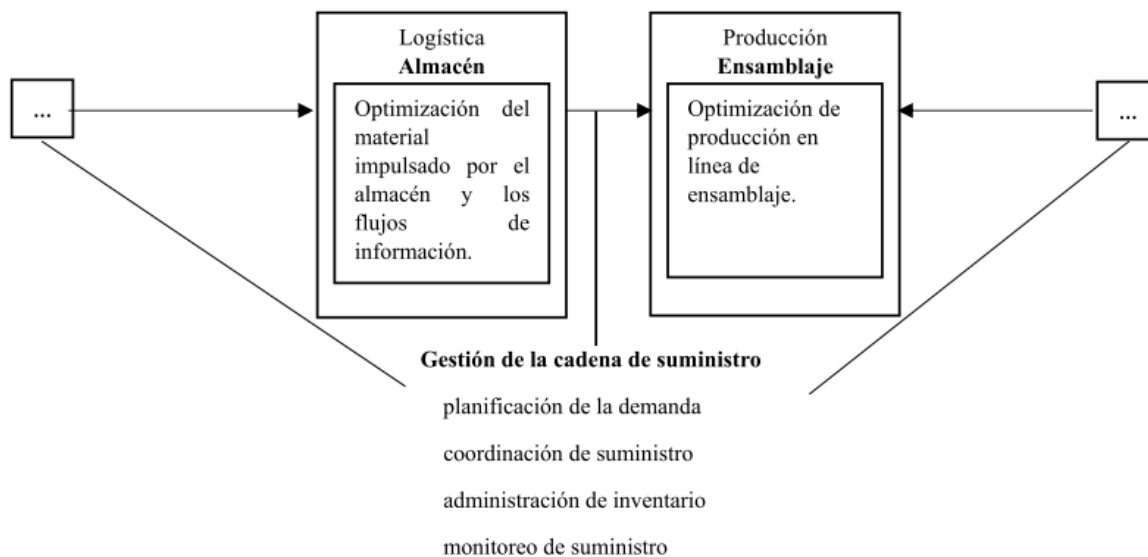 ...
Logística
Almacén
Optimización del
material
impulsado por el
almacén y los
flujos de
información.
Producción
Ensamblaje
Optimización de
producción en
línea de
ensamblaje.
...
Gestión de la cadena de suministro
planificación de la demanda
coordinación de suministro
administración de inventario
monitoreo de suministro